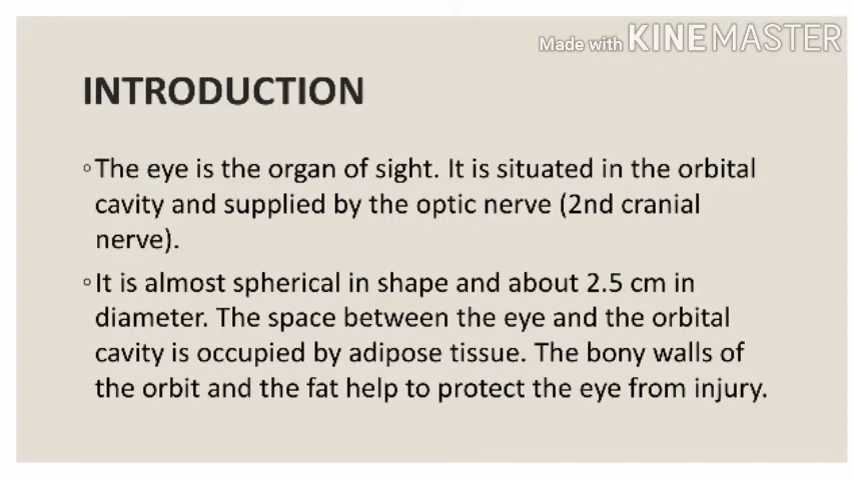 Made with KINEMASTER
INTRODUCTION
◦The eye is the organ of sight. It is situated in the orbital
cavity and supplied by the optic nerve (2nd cranial
nerve).
◦It is almost spherical in shape and about 2.5 cm in
diameter. The space between the eye and the orbital
cavity is occupied by adipose tissue. The bony walls of
the orbit and the fat help to protect the eye from injury.